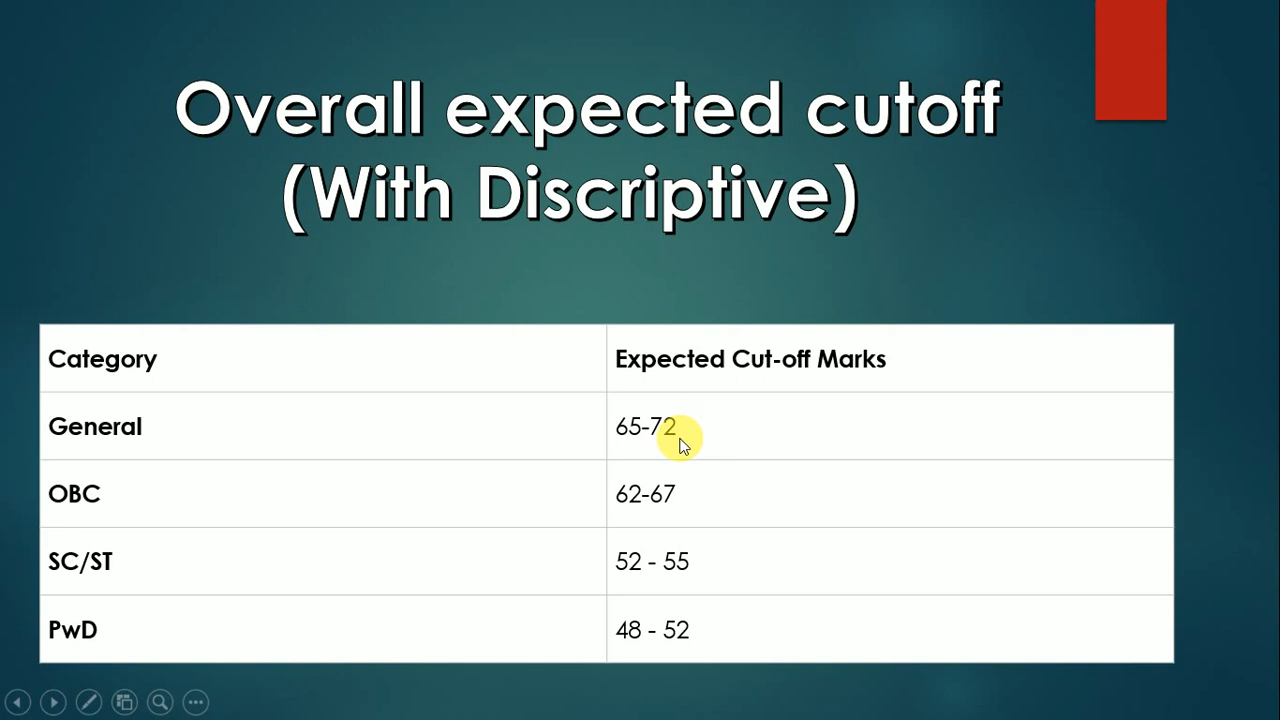 Overall expected cutoff
(With Discriptive)
Category Expected Cut-off Marks
General 65-72
OBC 62-67
SC/ST 52 - 55
PwD 48 - 52